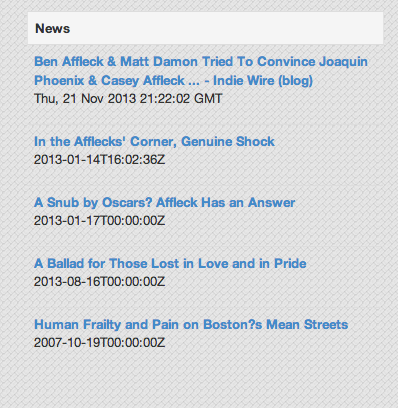 News
Ben Affleck & Matt Damon Tried To Convince Joaquin
Phoenix & Casey Affleck ... - Indie Wire (blog)
Thu, 21 Nov 2013 21:22:02 GMT
In the Afflecks' Corner, Genuine Shock
2013-01-14T16:02:36Z
A Snub by Oscars? Affleck Has an Answer
2013-01-17T00:00:00Z
A Ballad for Those Lost in Love and in Pride
2013-08-16T00:00:00Z
Human Frailty and Pain on Boston?s Mean Streets
2007-10-19T00:00:00Z